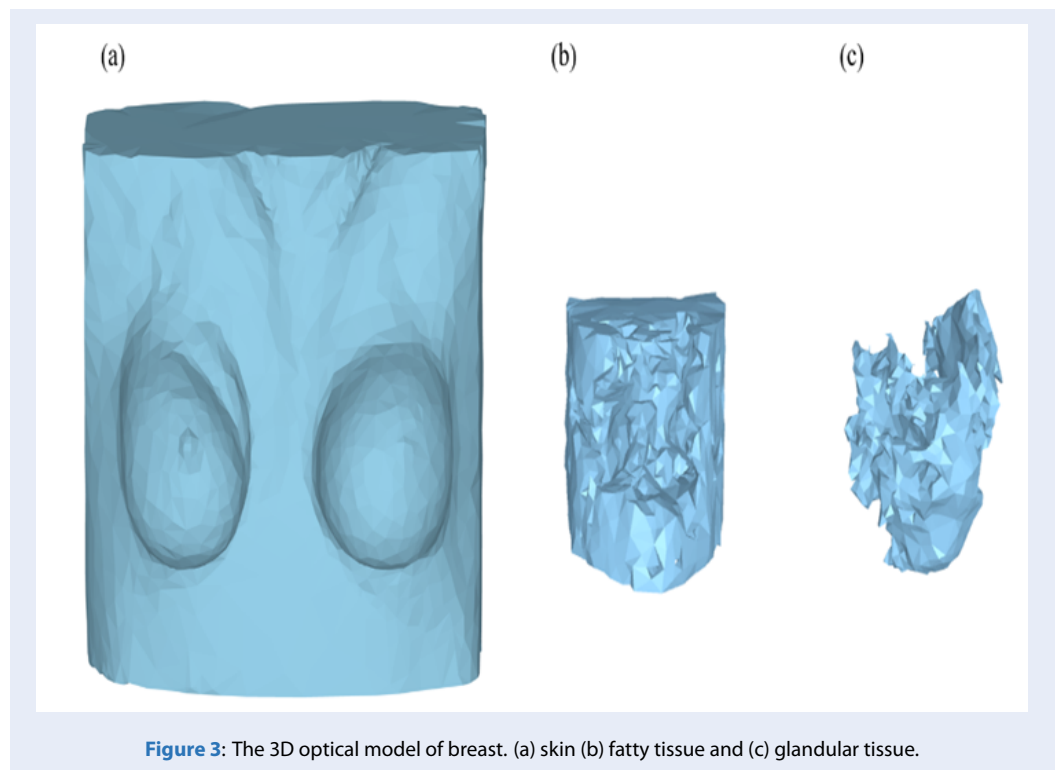 (a) (b) (c)
Figure 3: The 3D optical model of breast. (a) skin (b) fatty tissue and (c) glandular tissue.